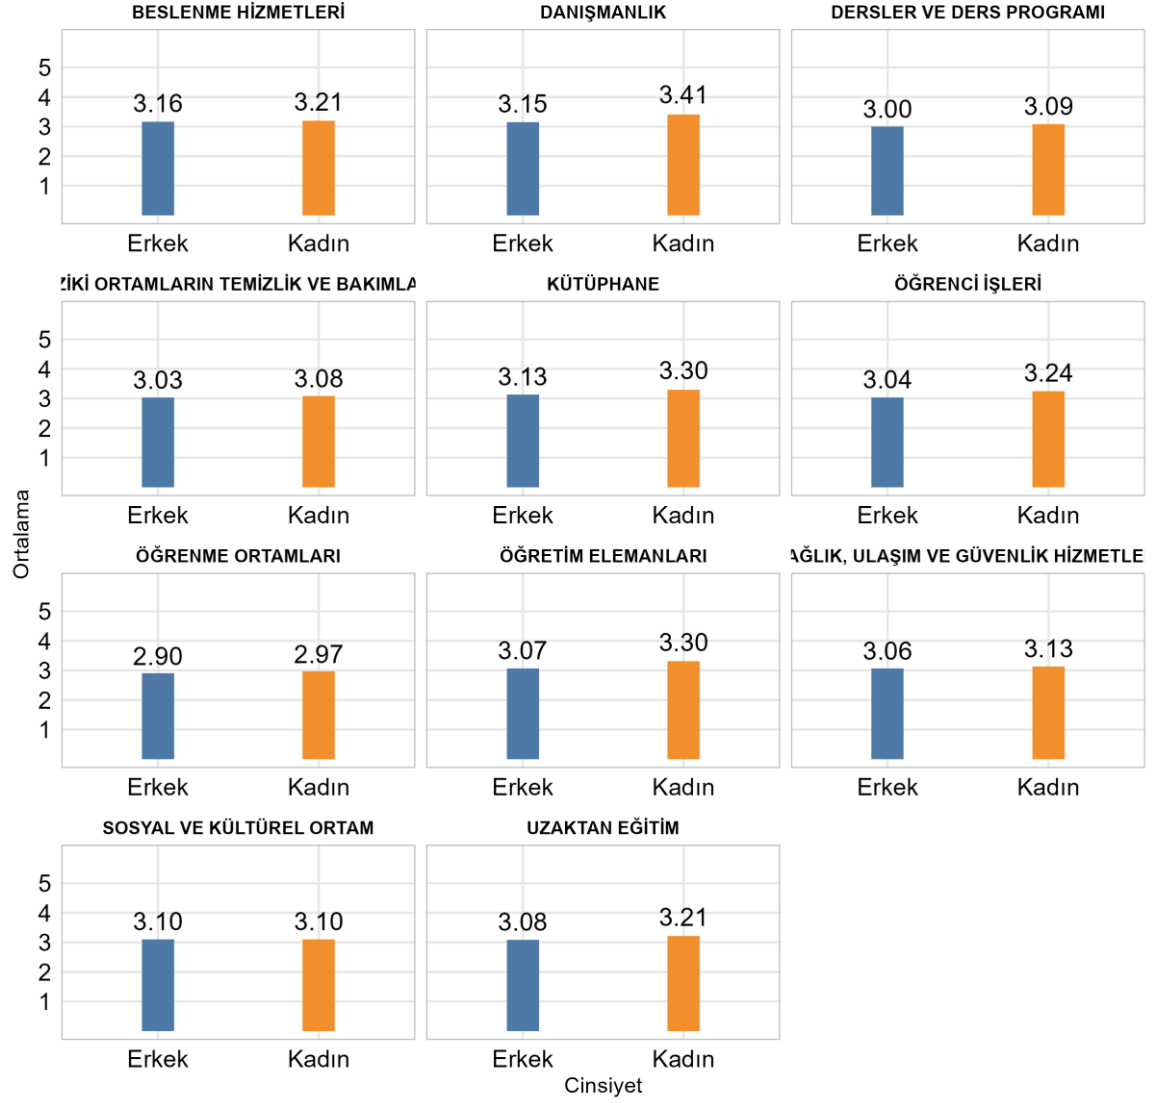 BESLENME HİZMETLERİ
DANIŞMANLIK
DERSLER VE DERS PROGRAMI
5
4
3
2
1
3.16
3.21
3.15
3.41
3.00
3.09
Erkek
Kadın
Erkek
Kadın
Erkek
Kadın
ZİKİ ORTAMLARIN TEMİZLİK VE BAKIMLA
KÜTÜPHANE
ÖĞRENCİ İŞLERİ
5
4
3
2
1
3.03
3.08
3.13
3.30
3.04
3.24
Erkek
Kadın
Erkek
Kadın
Erkek
Kadın
Ortalama
ÖĞRENME ORTAMLARI
ÖĞRETİM ELEMANLARI
AĞLIK, ULAŞIM VE GÜVENLİK HİZMETLE
5
4
3
2
1
2.90
2.97
3.07
3.30
3.06
3.13
Erkek
Kadın
Erkek
Kadın
Erkek
Kadın
SOSYAL VE KÜLTÜREL ORTAM
UZAKTAN EĞİTİM
5
4
3
2
1
3.10
3.10
3.08
3.21
Erkek
Kadın
Erkek
Kadın
Cinsiyet